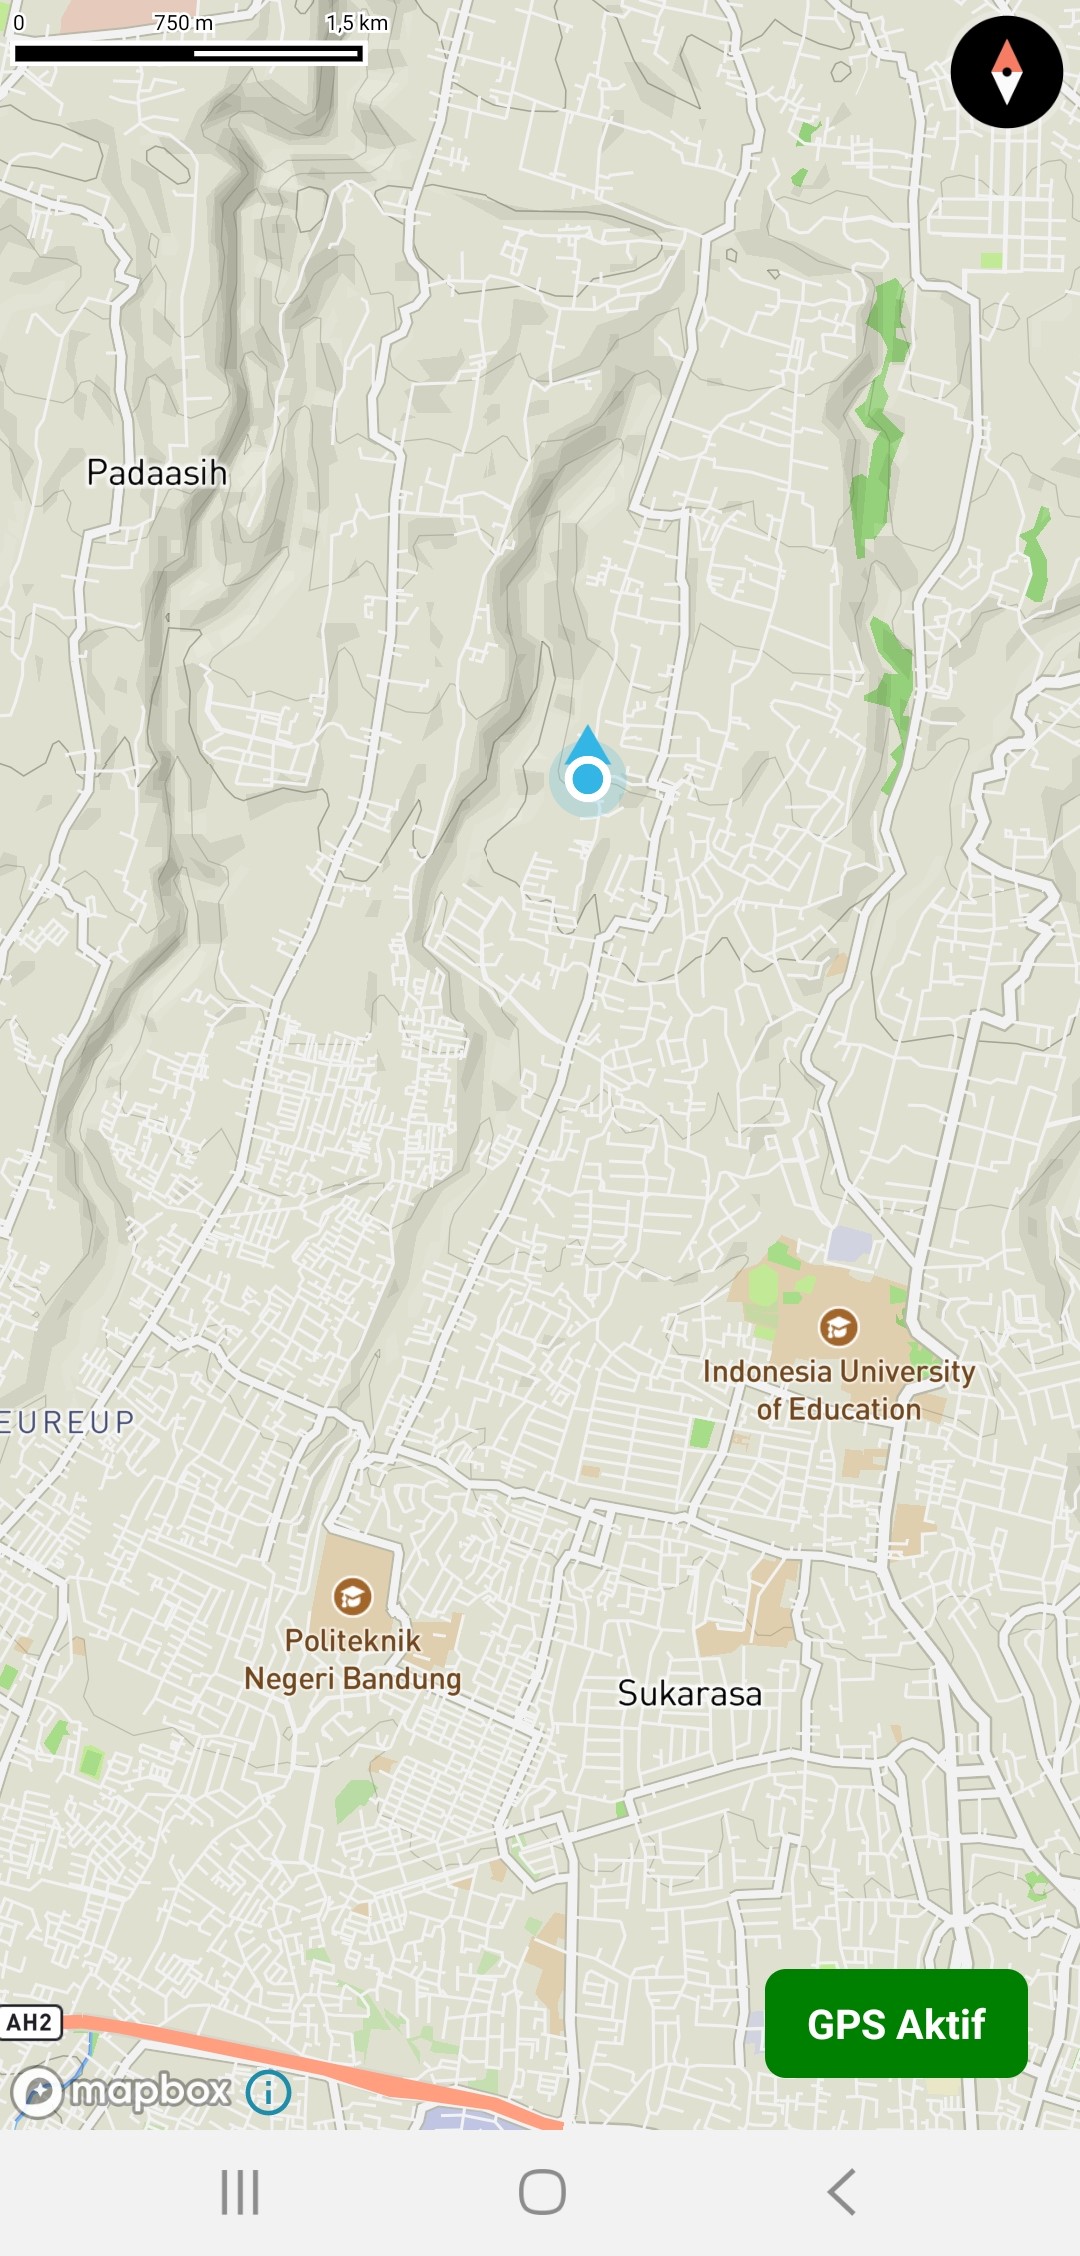 0 750 m 1,5 km
Padaasih
Indonesia University
of Education
EUREUP
Politeknik
Negeri Bandung
Sukarasa
GPS Aktif
AH2
mapbox